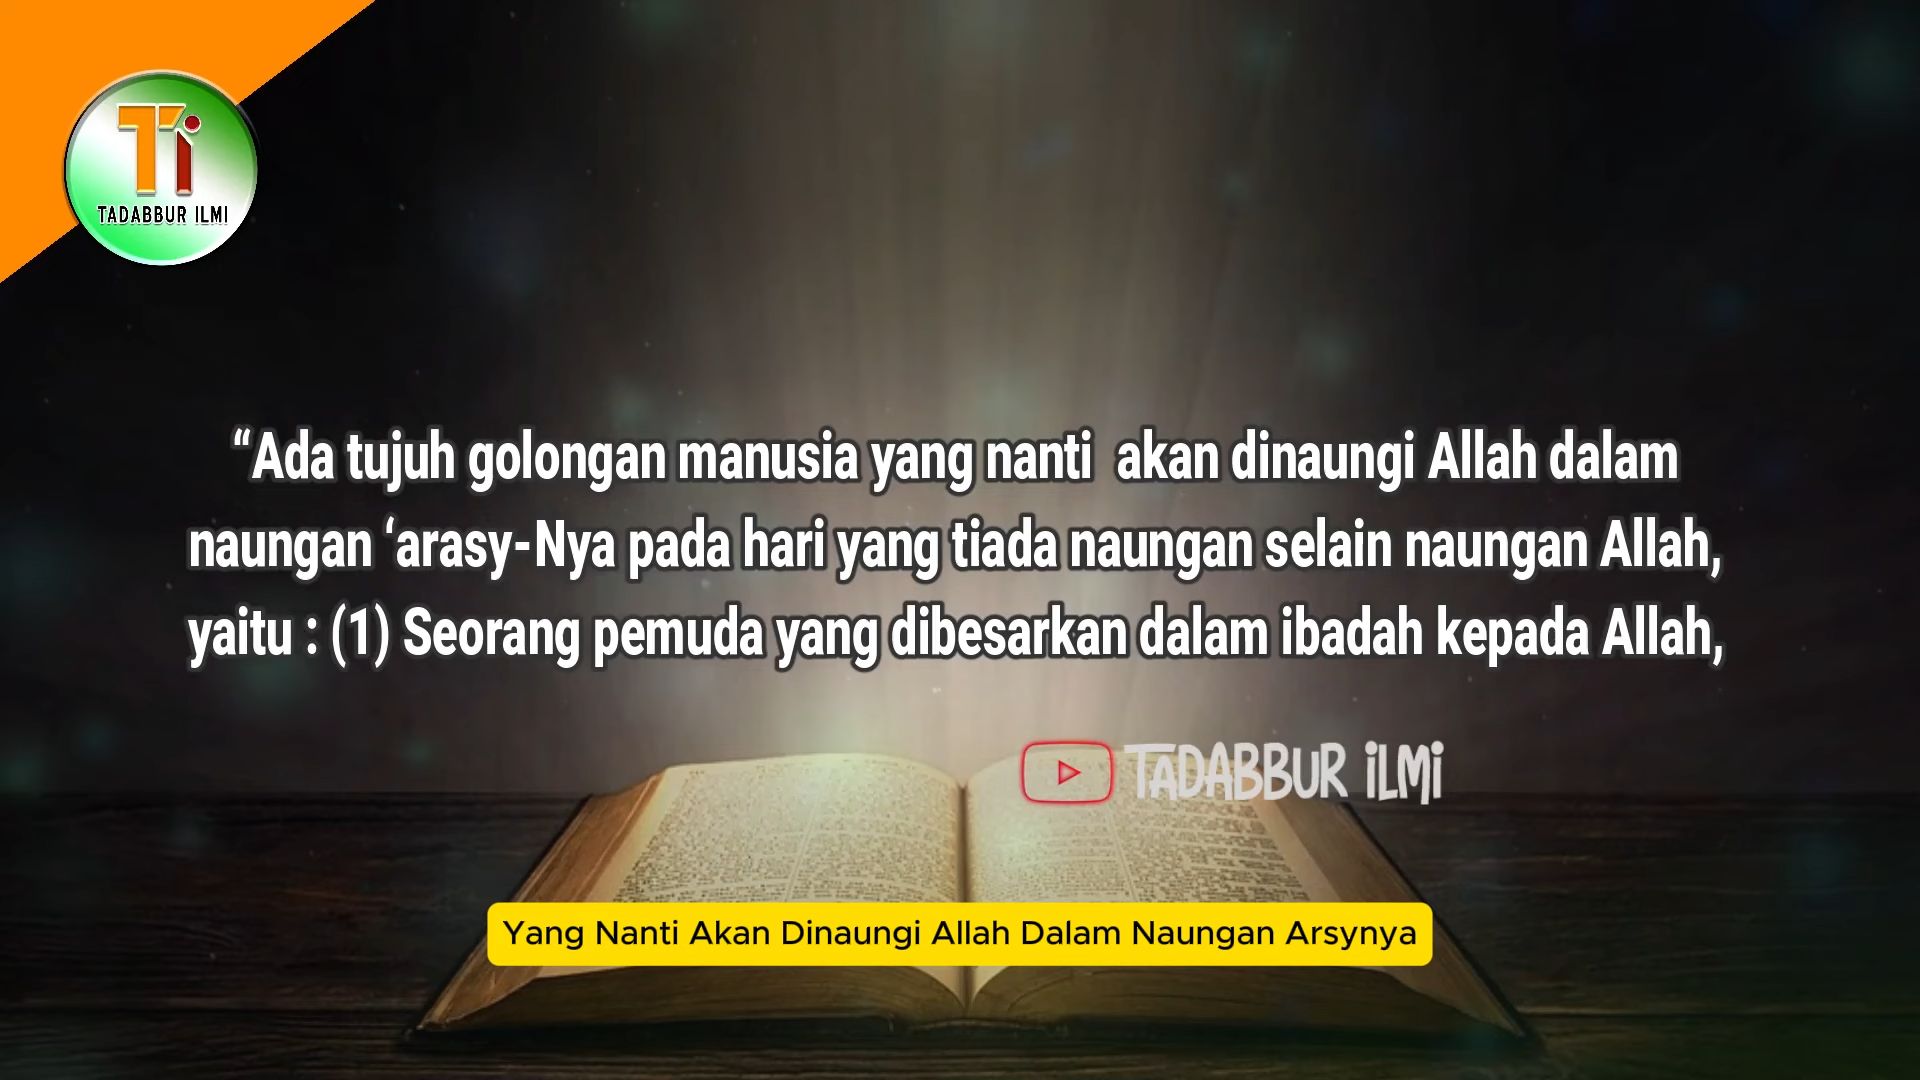 Ti
TADABBUR ILMI
“Ada tujuh golongan manusia yang nanti  akan dinaungi Allah dalam
naungan ‘arasy-Nya pada hari yang tiada naungan selain naungan Allah,
yaitu : (1) Seorang pemuda yang dibesarkan dalam ibadah kepada Allah,
TADABBUR iLMi
Yang Nanti Akan Dinaungi Allah Dalam Naungan Arsynya